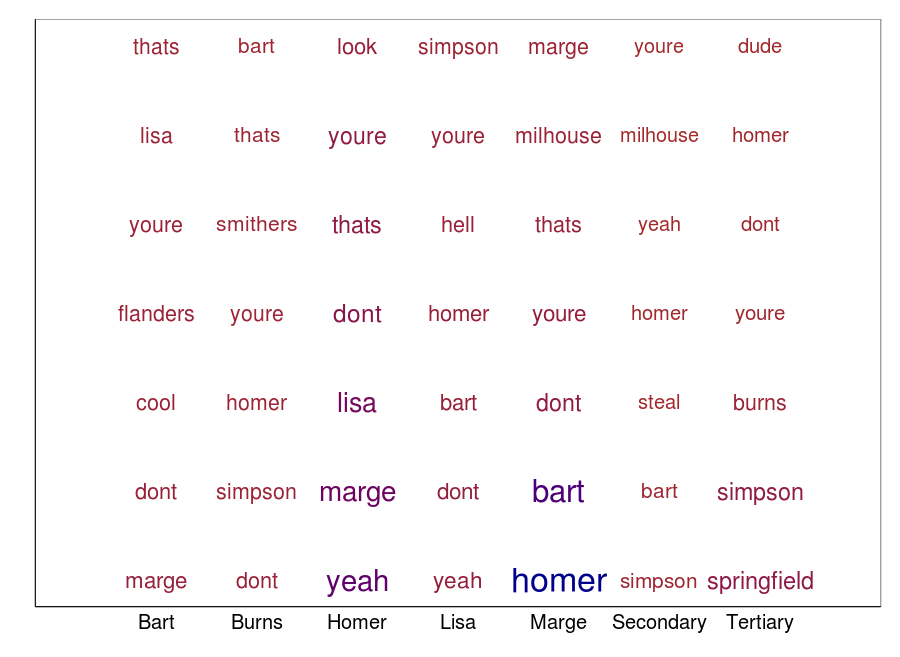 thats bart look simpson marge youre dude
lisa thats youre youre milhouse milhouse homer
youre smithers thats hell thats yeah dont
flanders youre dont homer youre homer youre
cool homer lisa bart dont steal burns
dont simpson marge dont bart bart simpson
marge dont yeah yeah homer simpson springfield
Bart Burns Homer Lisa Marge Secondary Tertiary